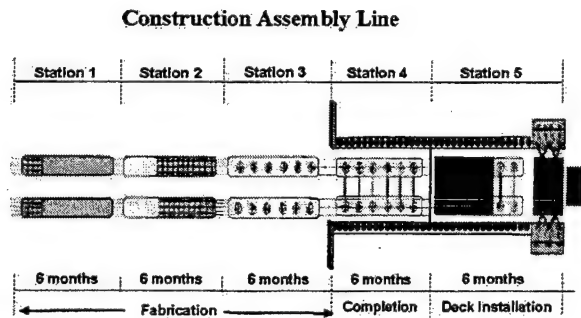 Construction Assembly Line
Station 1 Station 2 Station 3 Station 4 Station 5
6 months 6 months 6 months 6 months 6 months
Fabrication Completion Deck Installation